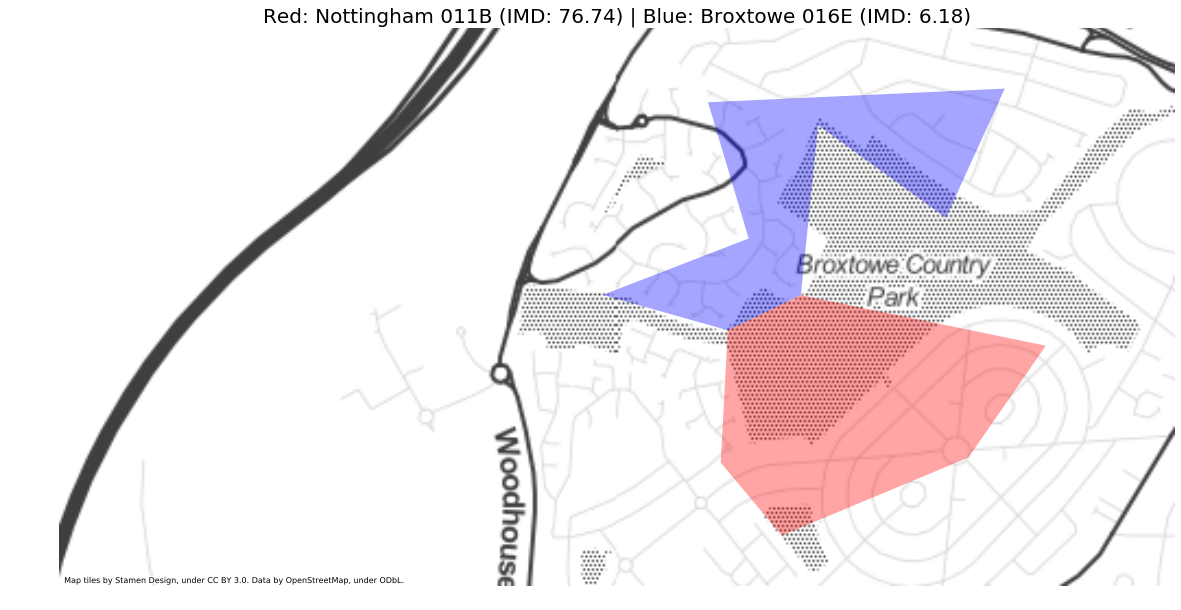 Red: Nottingham 011B (IMD: 76.74) | Blue: Broxtowe 016E (IMD: 6.18)
Broxtowe Country
Park
Woodhouse
Map tiles by Stamen Design, under CC BY 3.0. Data by OpenStreetMap, under ODbL.